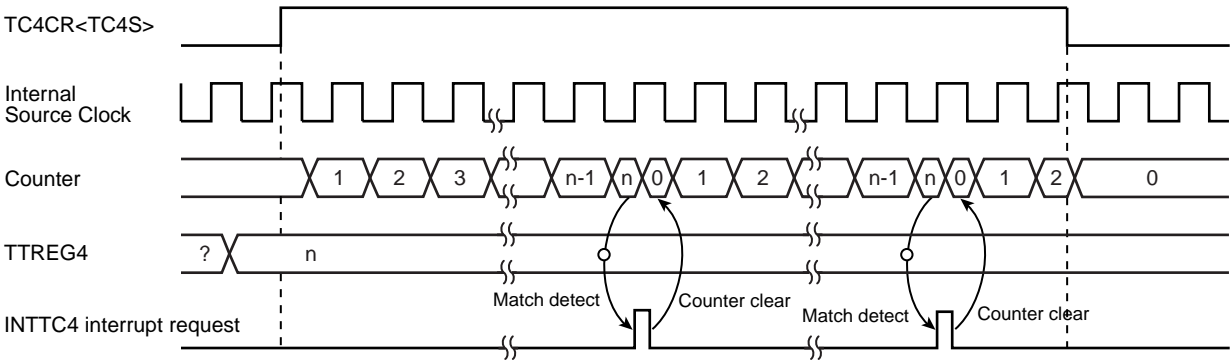 TC4CR<TC4S>
Internal
Source Clock
Counter
1 2 3 n-1 n 0 1 2 n-1 n 0 1 2 0
TTREG4
? n
Match detect Counter clear Match detect Counter clear
INTTC4 interrupt request